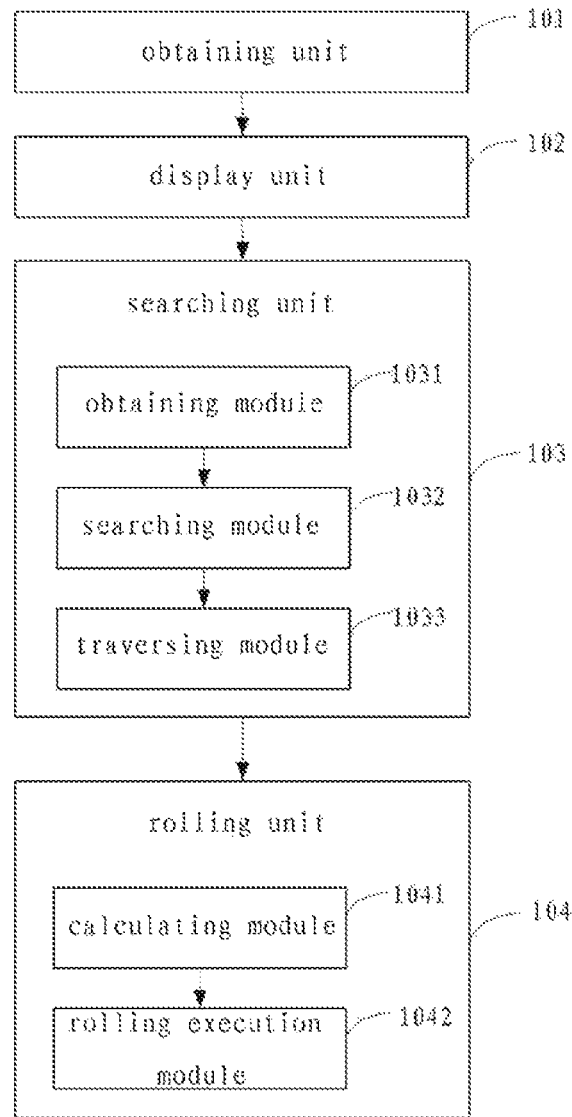 101
obtaining unit
102
display unit
searching unit
1031
obtaining module
103
1032
searching module
1033
traversing module
rolling unit
1041
calculating module
104
1042
rolling execution
module